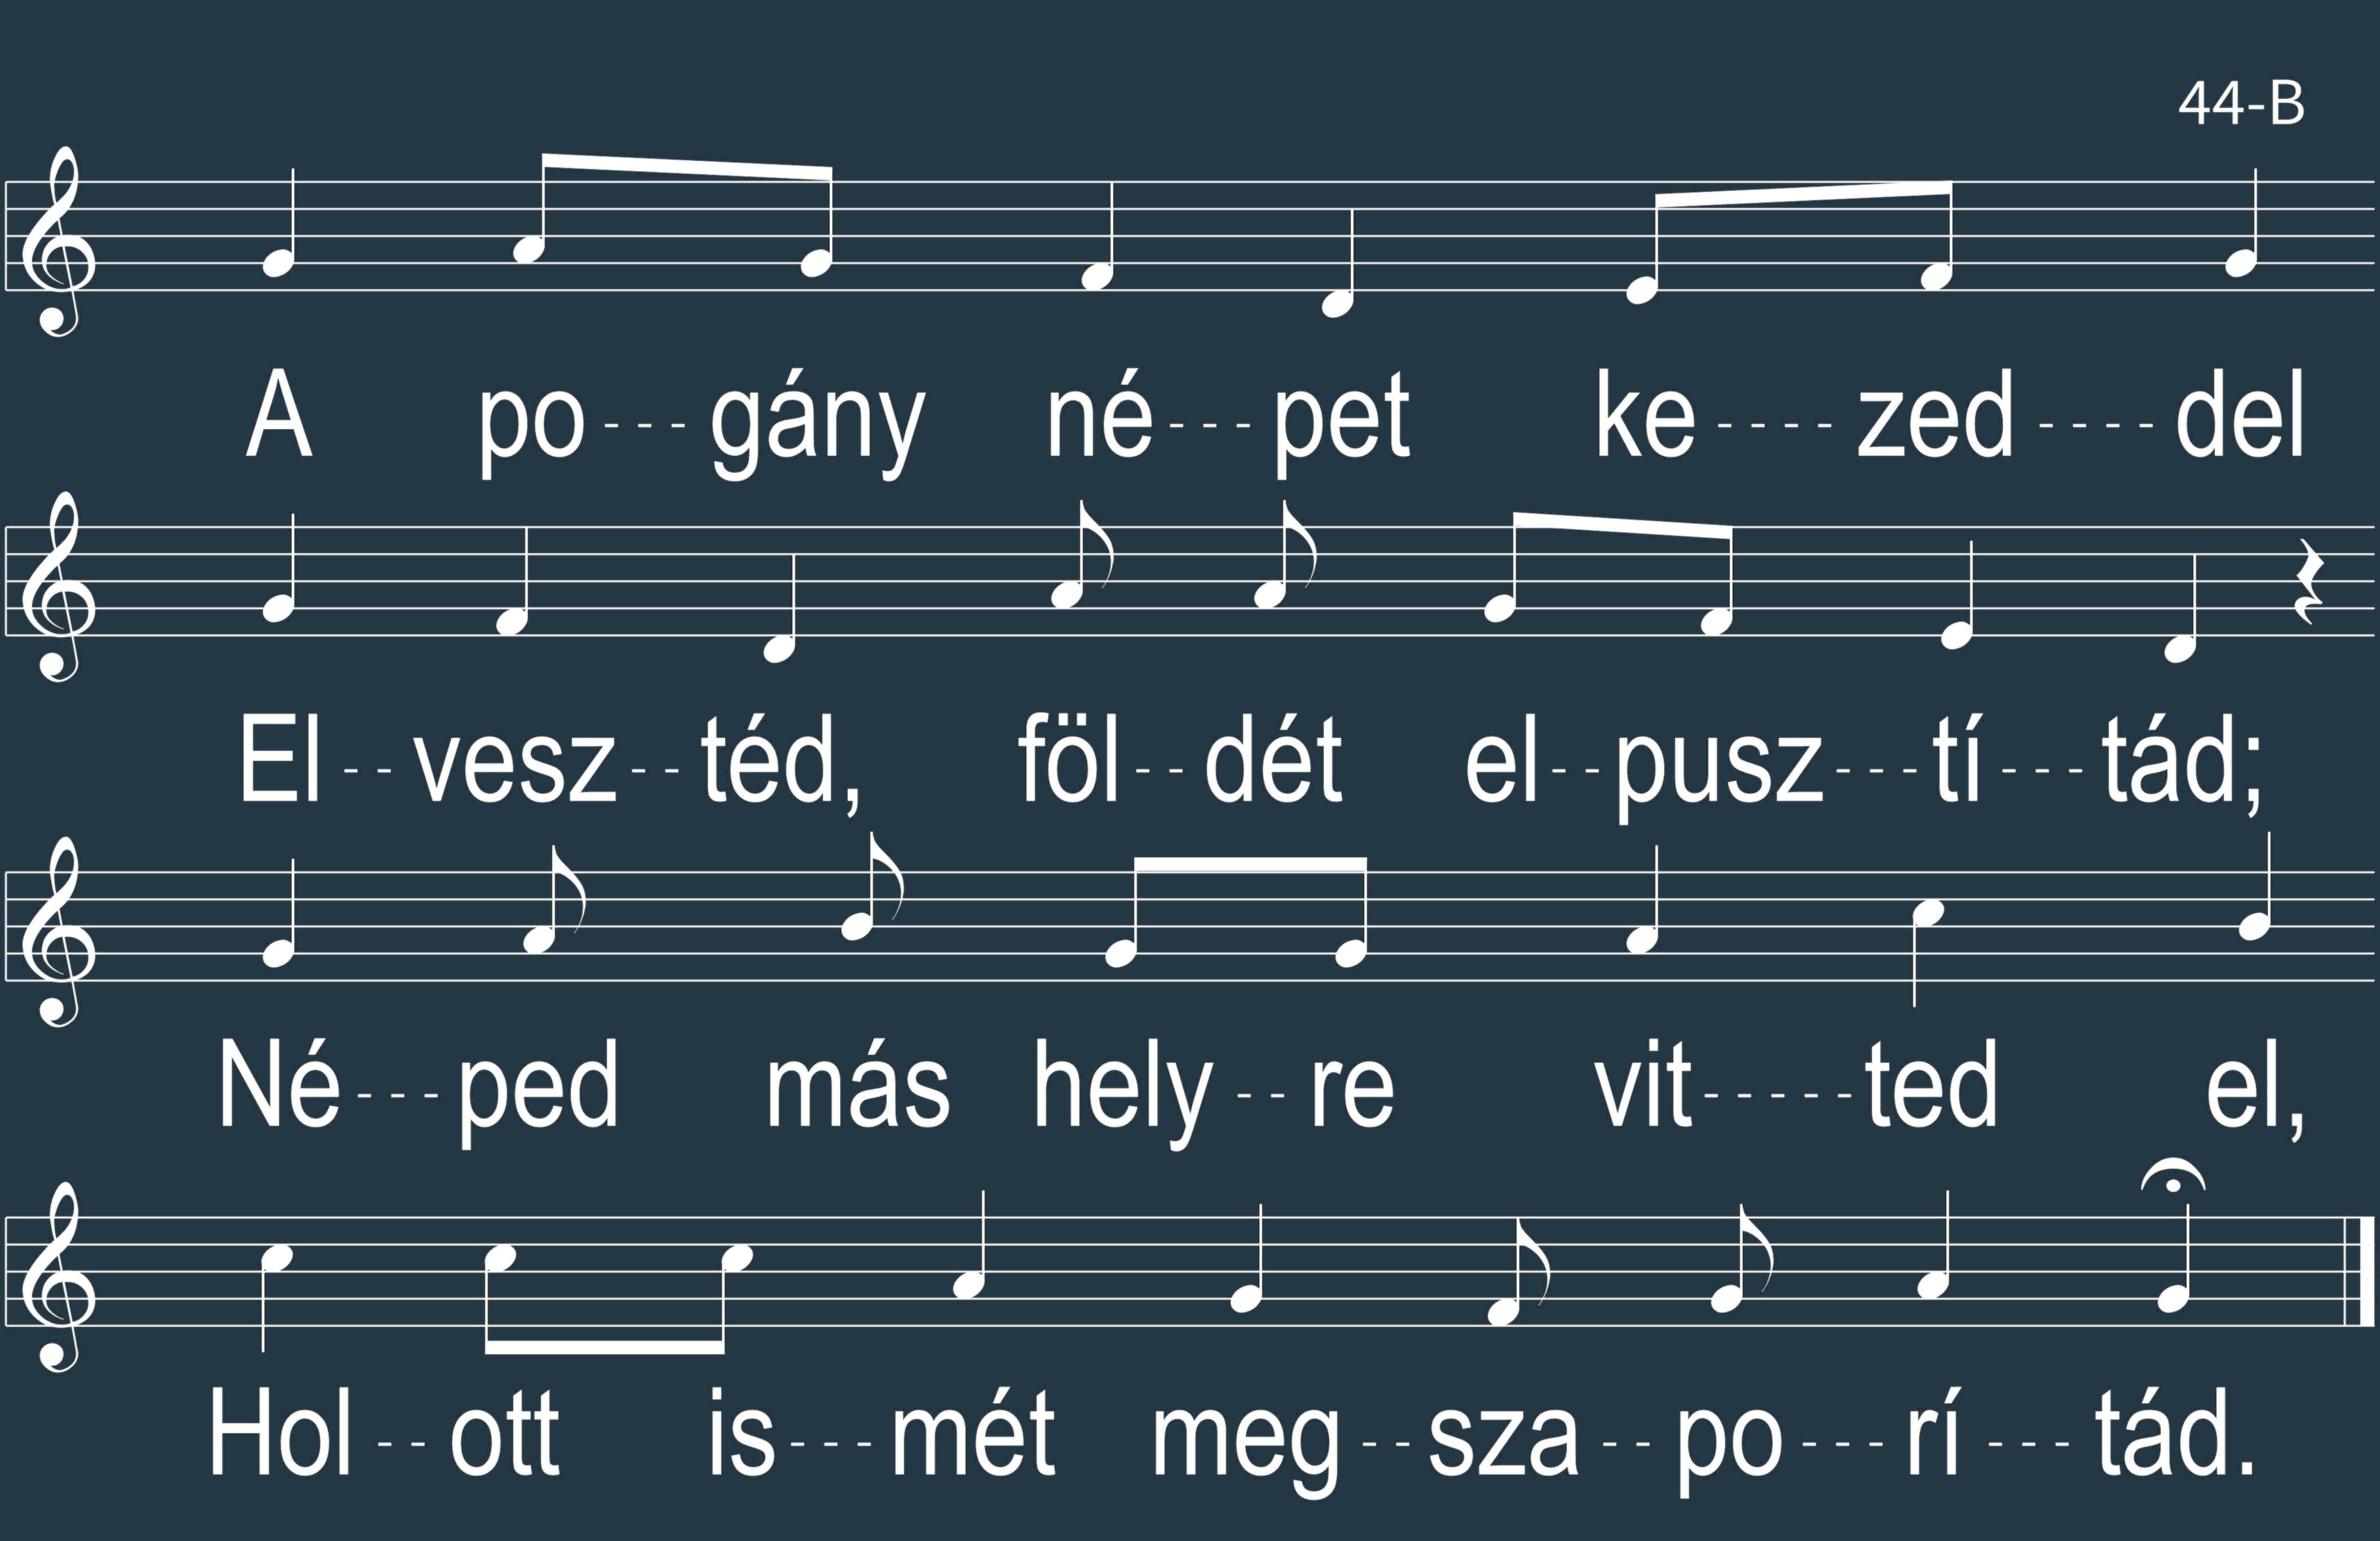 44-B
A po---gány né---pet ke----zed----del
El--vesz--téd, föl--dét el--pusz---tí---tád;
Né---ped más hely--re vit-----ted el,
Hol--ott is---mét meg--sza--po---rí---tád.